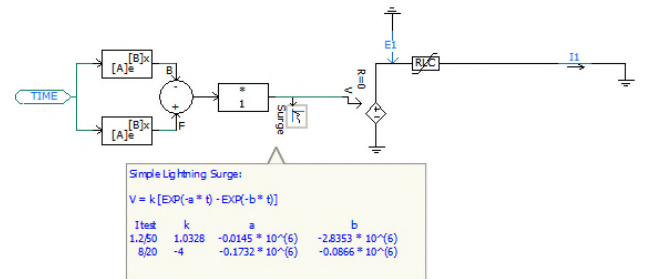 E1
RLC
I1
[B]x
[A]e
B
-
+
TIME
*
1
R=0
V
Surge
[B]x
[A]e
F
Simple Lightning Surge:
V = k [EXP(-a * t) - EXP(-b * t)]
Itest k a b
1.2/50 1.0328 -0.0145 * 10^(6) -2.8353 * 10^(6)
8/20 -4 -0.1732 * 10^(6) -0.0866 * 10^(6)